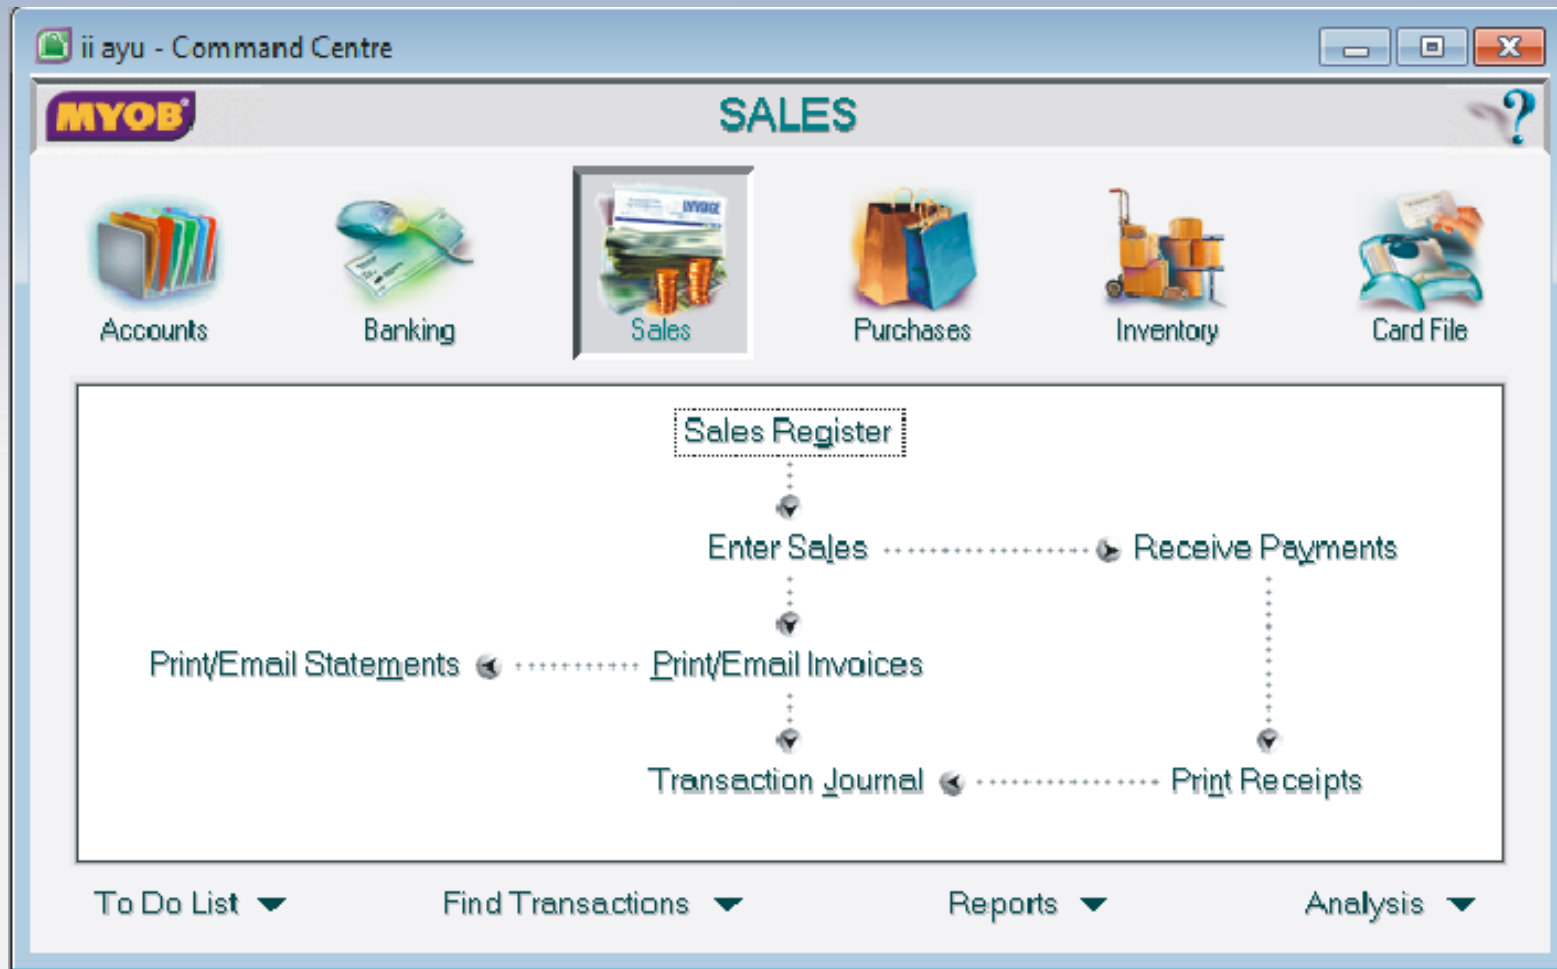 ii ayu - Command Centre
MYOB®
SALES
?
INVOICE
Accounts
Banking
Sales
Purchases
Inventory
Card File
Sales Register
Enter Sales
Receive Payments
Print/Email Statements
Print/Email Invoices
Transaction Journal
Print Receipts
To Do List
Find Transactions
Reports
Analysis